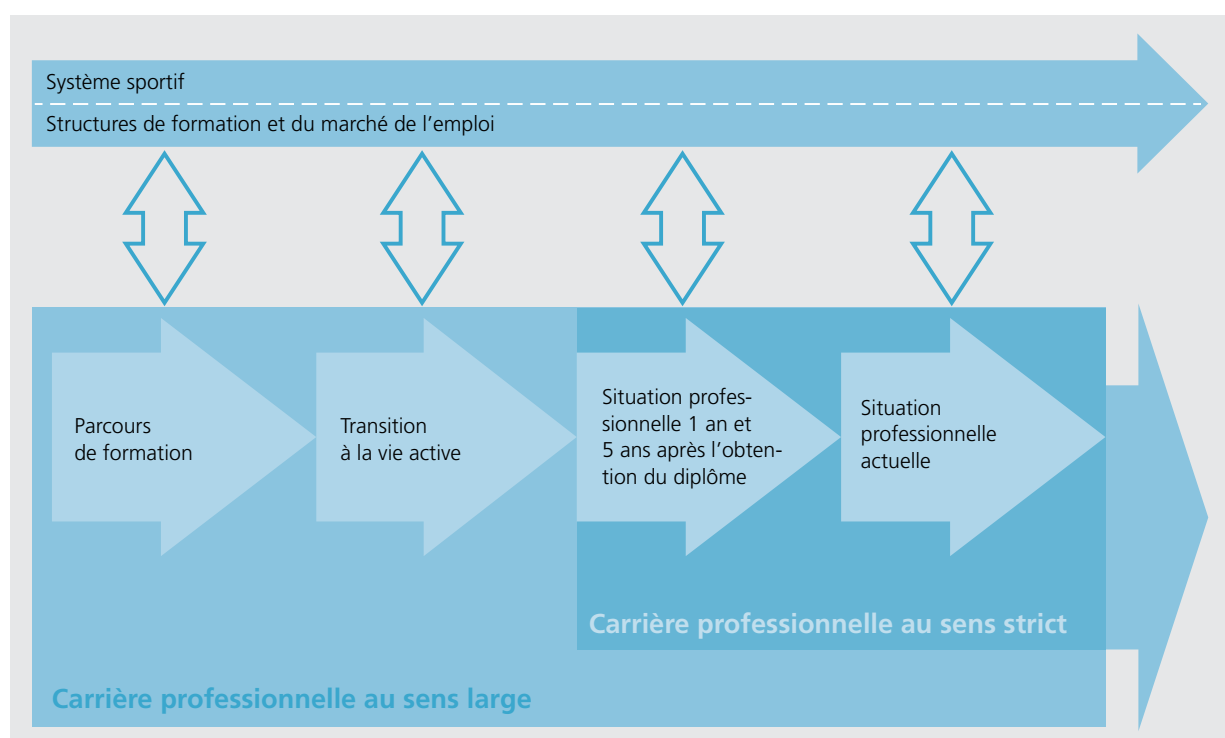 Système sportif
Structures de formation et du marché de l’emploi
Parcours
de formation
Transition
à la vie active
Situation profes-
sionnelle 1 an et
5 ans après l’obten-
tion du diplôme
Situation
professionnelle
actuelle
Carrière professionnelle au sens strict
Carrière professionnelle au sens large